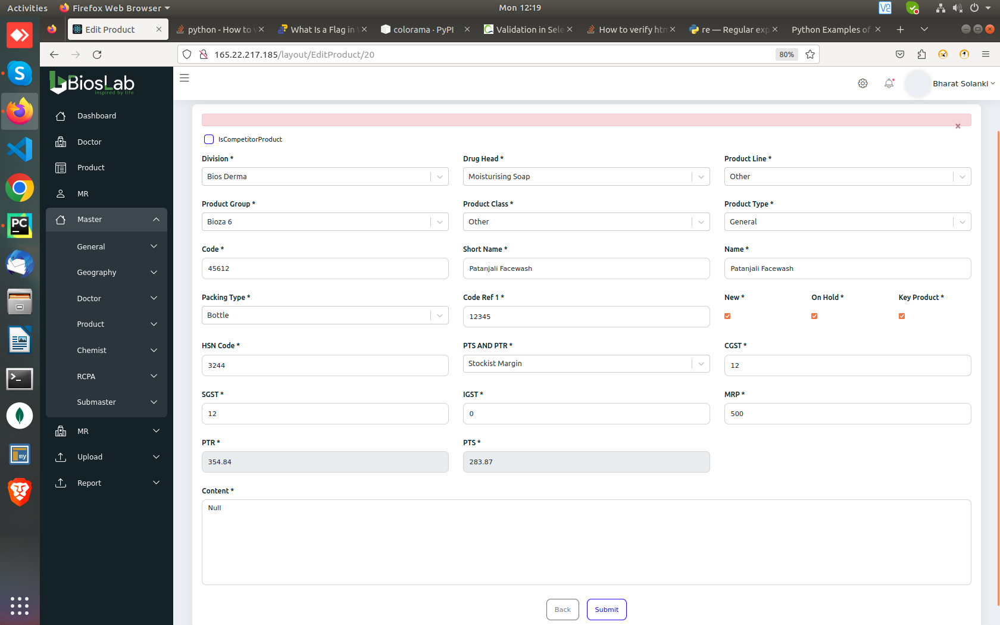 Activities Firefox Web Browser Mon 12:19
Edit Product python - How to v What Is a Flag in colorama · PyPI Validation in Sele How to verify htm re — Regular exp Python Examples of
165.22.217.185/layout/EditProduct/20 80%
BiosLab
inspired by life
Bharat Solanki
Dashboard
Doctor
Product
MR
Master
General
Geography
Doctor
Product
Chemist
RCPA
Submaster
MR
Upload
Report
IsCompetitorProduct
Division * Drug Head * Product Line *
Bios Derma Moisturising Soap Other
Product Group * Product Class * Product Type *
Bioza 6 Other General
Code * Short Name * Name *
45612 Patanjali Facewash Patanjali Facewash
Packing Type * Code Ref 1 * New * On Hold * Key Product *
Bottle 12345
HSN Code * PTS AND PTR * CGST *
3244 Stockist Margin 12
SGST * IGST * MRP *
12 0 500
PTR * PTS *
354.84 283.87
Content *
Null
Back Submit